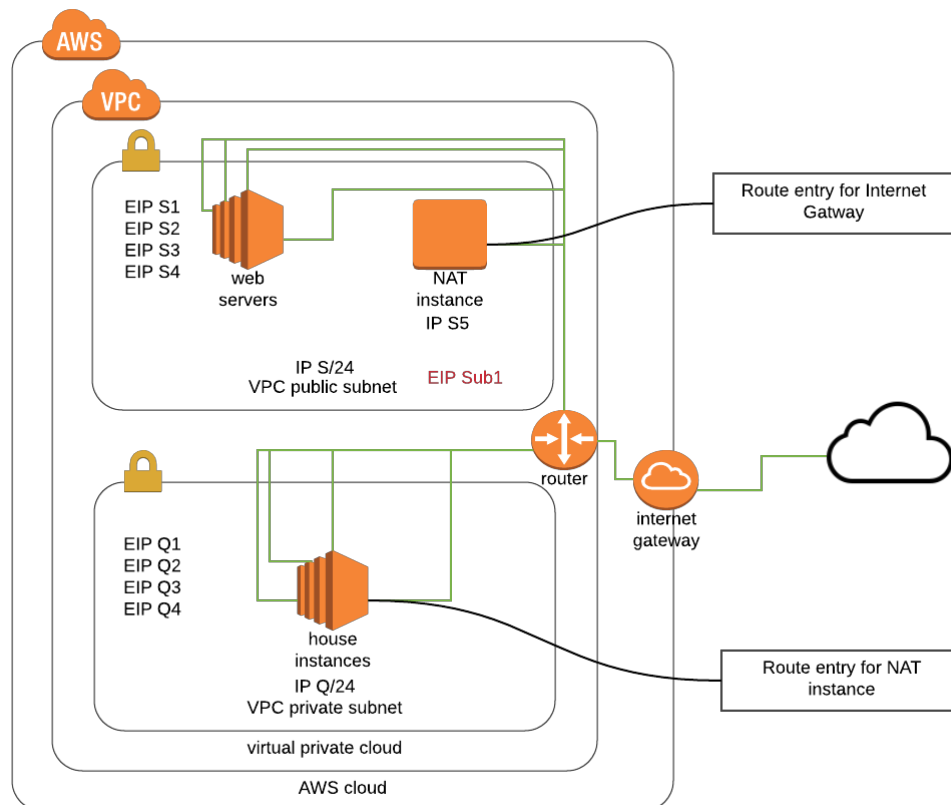 AWS
VPC
EIP S1
EIP S2
EIP S3
EIP S4
web
servers
NAT
instance
IP S5
IP S/24
VPC public subnet
EIP Sub1
Route entry for Internet
Gatway
router
internet
gateway
EIP Q1
EIP Q2
EIP Q3
EIP Q4
house
instances
IP Q/24
VPC private subnet
Route entry for NAT
instance
virtual private cloud
AWS cloud